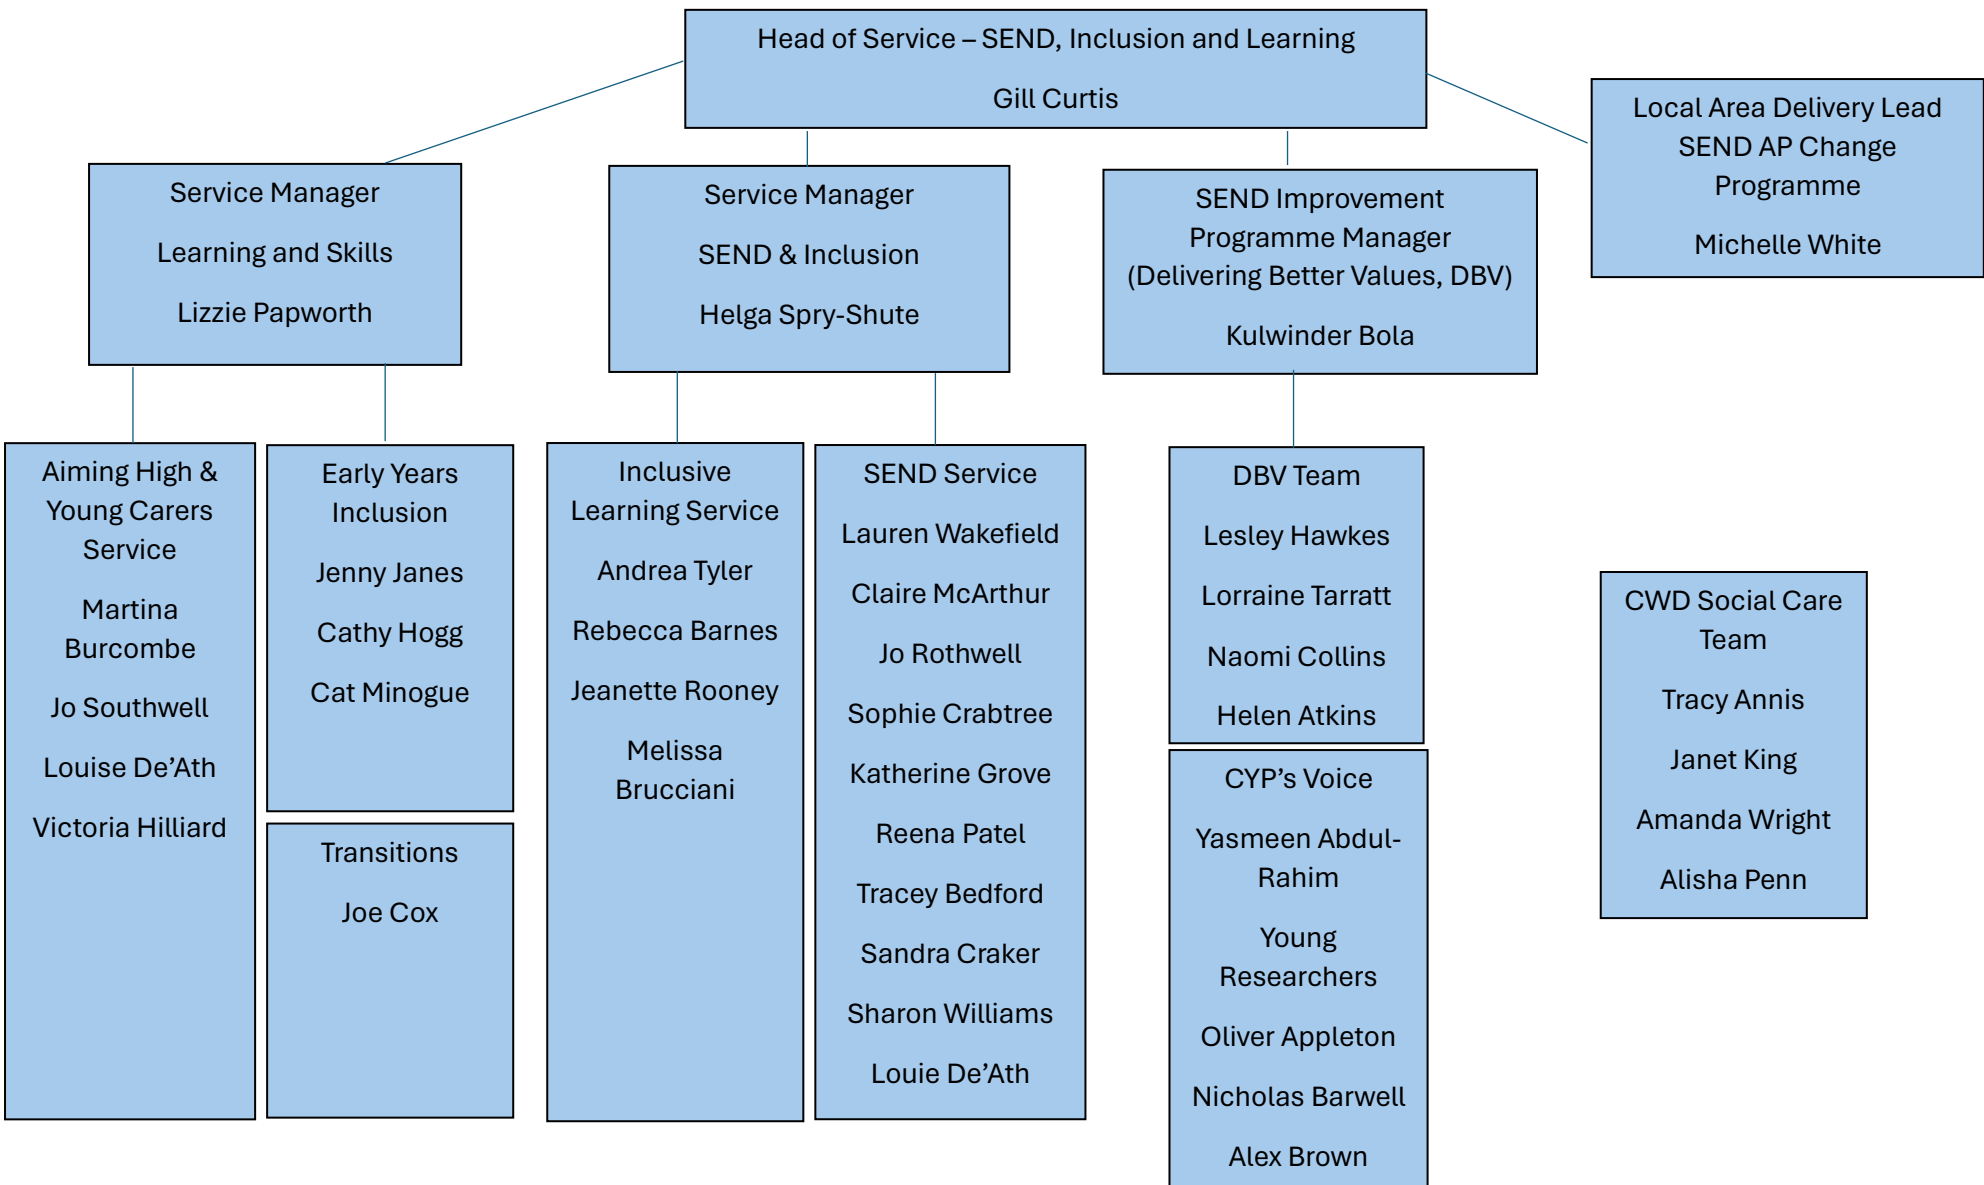 Head of Service – SEND, Inclusion and Learning
Gill Curtis
Local Area Delivery Lead
SEND AP Change
Programme
Michelle White
Service Manager
Learning and Skills
Lizzie Papworth
Service Manager
SEND & Inclusion
Helga Spry-Shute
SEND Improvement
Programme Manager
(Delivering Better Values, DBV)
Kulwinder Bola
Aiming High &
Young Carers
Service
Martina
Burcombe
Jo Southwell
Louise De’Ath
Victoria Hilliard
Early Years
Inclusion
Jenny Janes
Cathy Hogg
Cat Minogue
Transitions
Joe Cox
Inclusive
Learning Service
Andrea Tyler
Rebecca Barnes
Jeanette Rooney
Melissa
Brucciani
SEND Service
Lauren Wakefield
Claire McArthur
Jo Rothwell
Sophie Crabtree
Katherine Grove
Reena Patel
Tracey Bedford
Sandra Craker
Sharon Williams
Louie De’Ath
DBV Team
Lesley Hawkes
Lorraine Tarratt
Naomi Collins
Helen Atkins
CYP’s Voice
Yasmeen Abdul-
Rahim
Young
Researchers
Oliver Appleton
Nicholas Barwell
Alex Brown
CWD Social Care
Team
Tracy Annis
Janet King
Amanda Wright
Alisha Penn